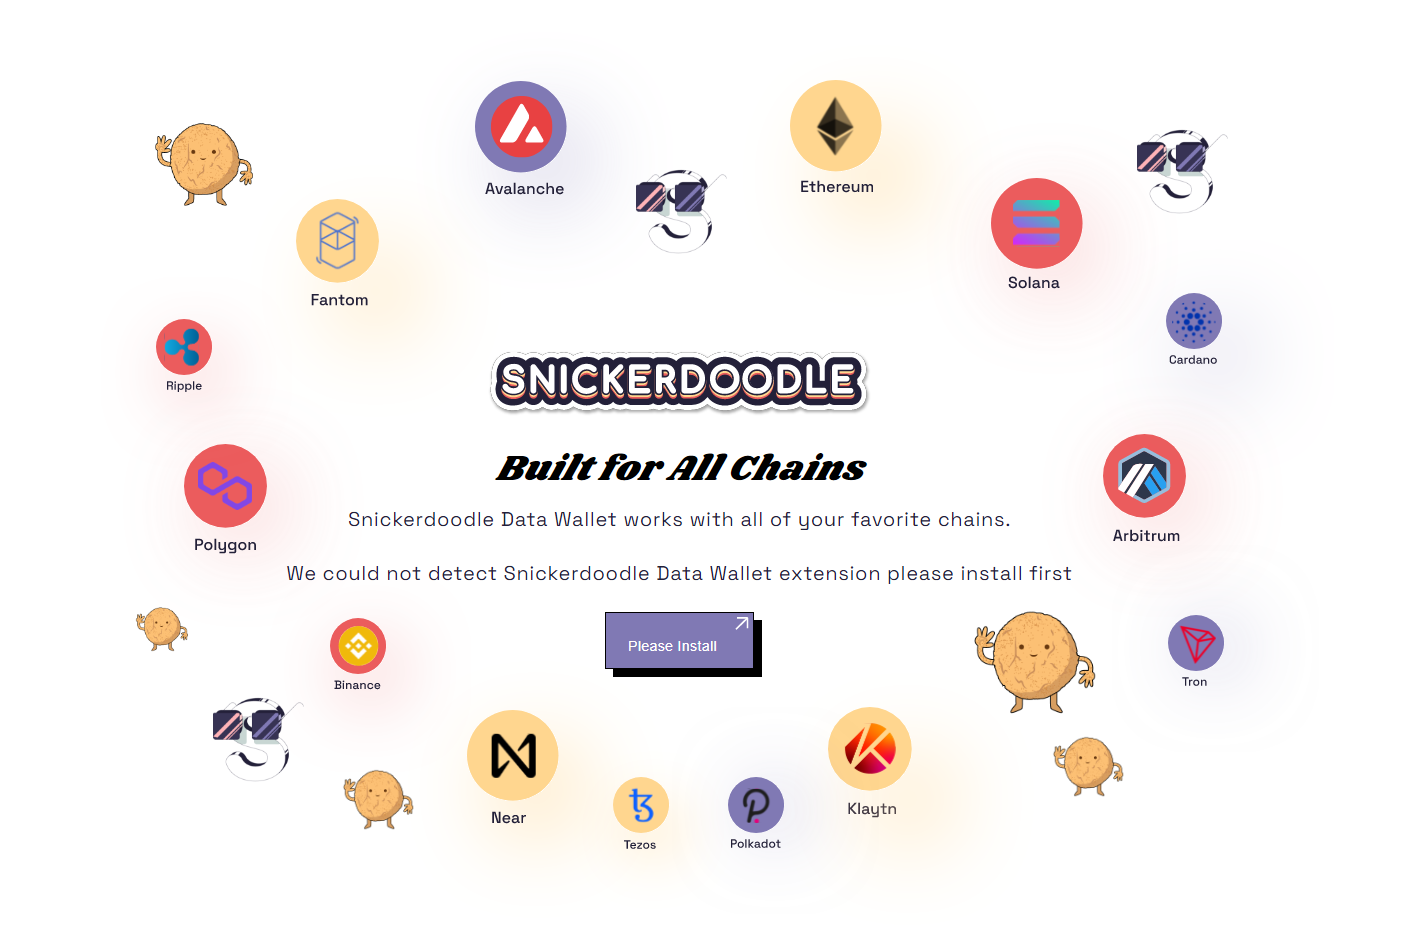 Avalanche
Ethereum
Fantom
Solana
Ripple
Cardano
SNICKERDOODLE
Built for All Chains
Snickerdoodle Data Wallet works with all of your favorite chains.
Polygon
Arbitrum
We could not detect Snickerdoodle Data Wallet extension please install first
Please Install
Binance
Tron
Near
Klaytn
Tezos
Polkadot